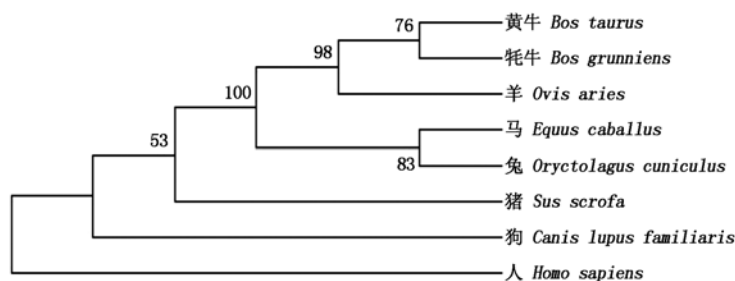 76
黄牛 Bos taurus
98
牦牛 Bos grunniens
100
羊 Ovis aries
53
马 Equus caballus
83
兔 Oryctolagus cuniculus
猪 Sus scrofa
狗 Canis lupus familiaris
人 Homo sapiens